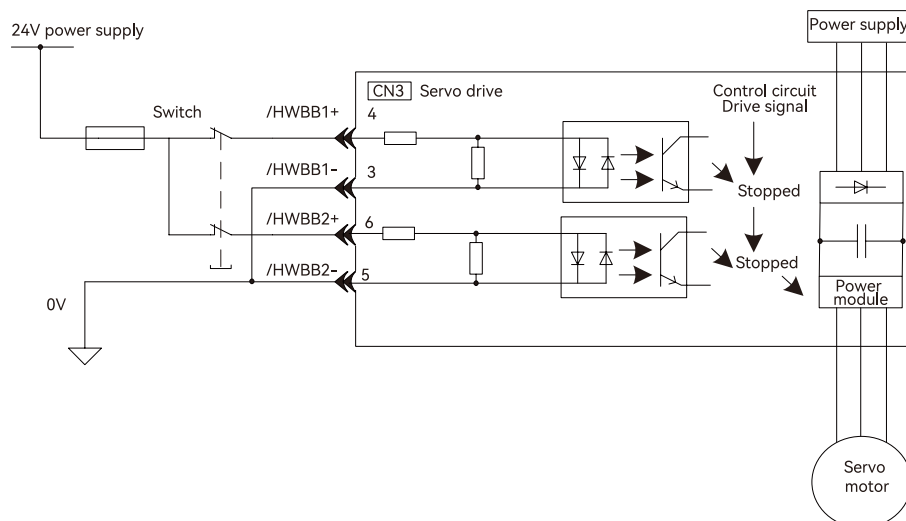 24V power supply
Power supply
Switch
/HWBB1+
4
CN3 Servo drive
Control circuit
Drive signal
/HWBB1-
3
Stopped
/HWBB2+
6
Stopped
/HWBB2-
5
0V
Power
module
Servo
motor